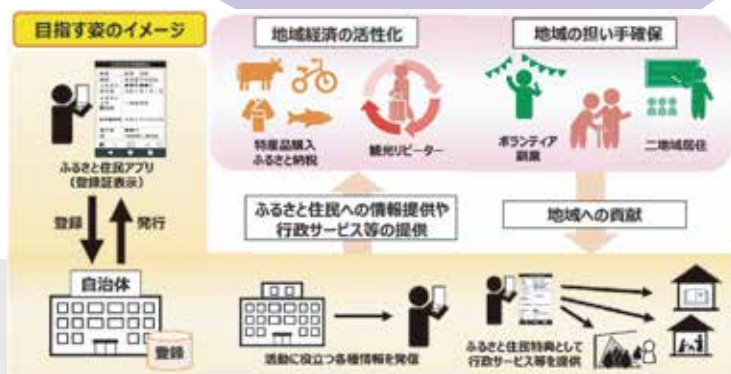 目指す姿のイメージ
ふるさと住民アプリ
(登録証表示)
登録
発行
自治体
登録
地域経済の活性化
特産品購入
ふるさと納税
観光リピーター
地域の担い手確保
ボランティア
副業
二地域居住
ふるさと住民への情報提供や
行政サービス等の提供
地域への貢献
活動に役立つ各種情報を発信
ふるさと住民特典として
行政サービス等を提供